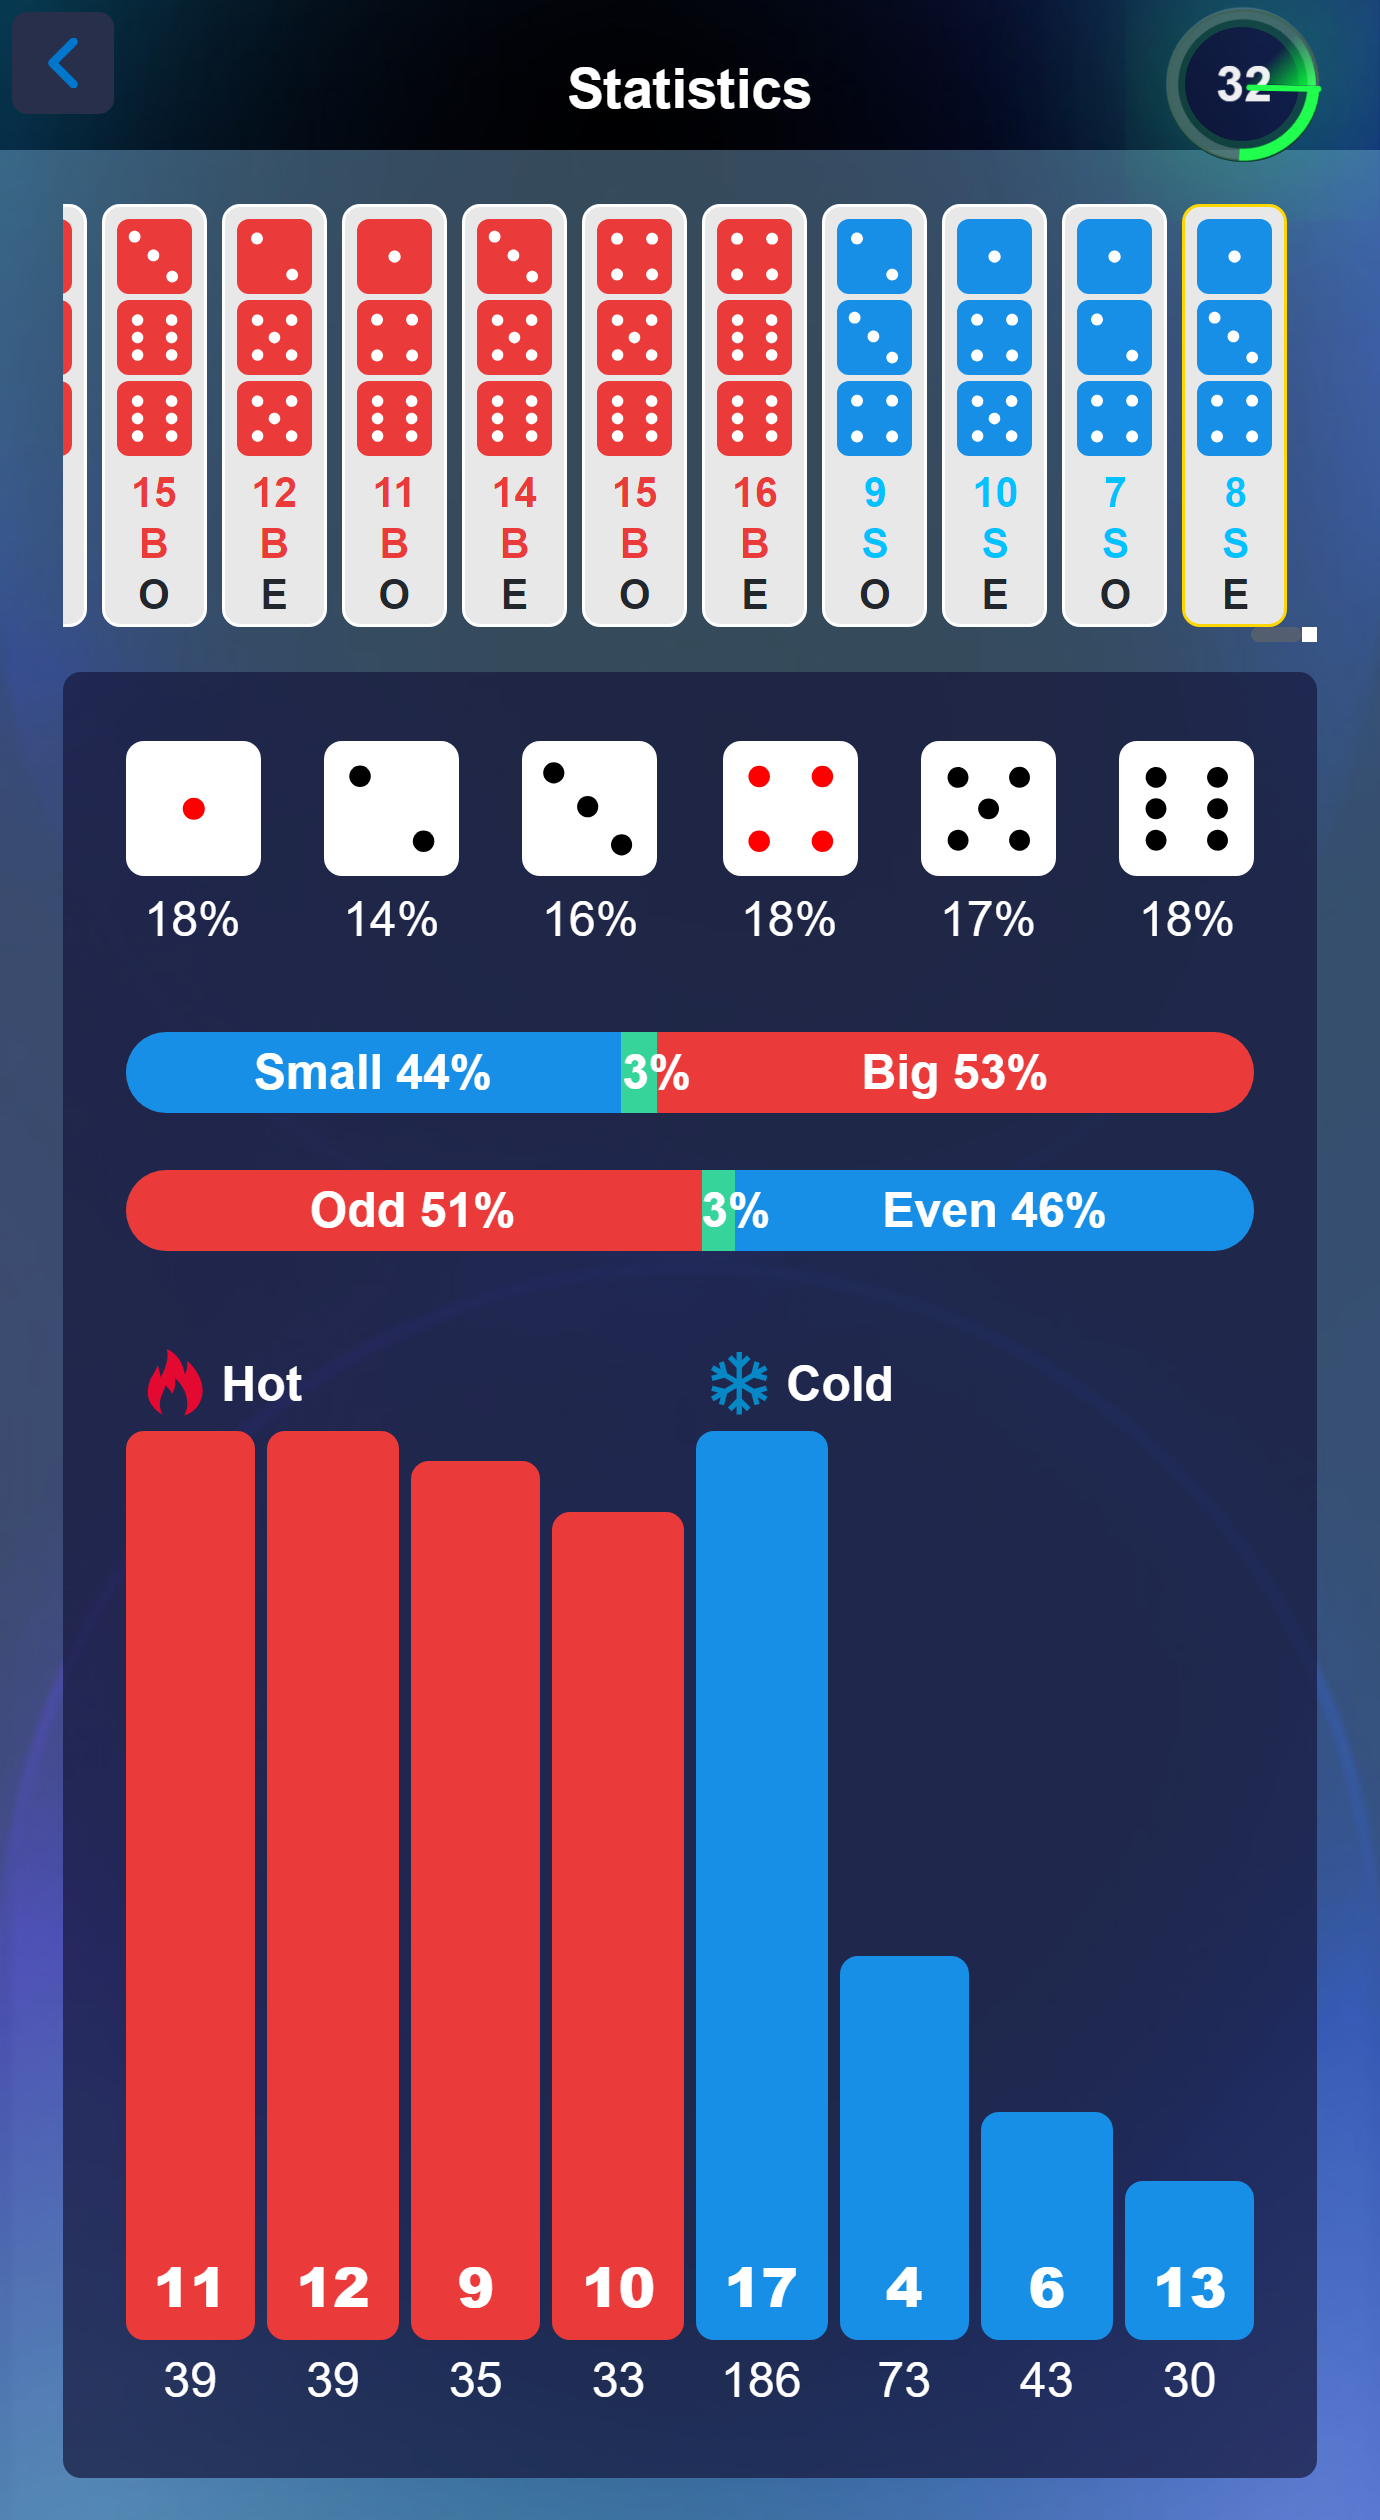 Statistics
32
15 12 11 14 15 16 9 10 7 8
B B B B B B S S S S
O E O E O E O E O E
18% 14% 16% 18% 17% 18%
Small 44% 3% Big 53%
Odd 51% 3% Even 46%
Hot Cold
11 12 9 10 17 4 6 13
39 39 35 33 186 73 43 30